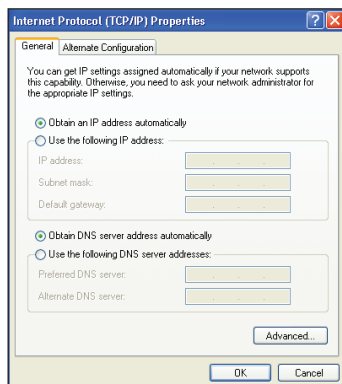 Internet Protocol (TCP/IP) Properties
General
Alternate Configuration
You can get IP settings assigned automatically if your network supports
this capability. Otherwise, you need to ask your network administrator for
the appropriate IP settings.
Obtain an IP address automatically
Use the following IP address:
IP address:
Subnet mask:
Default gateway:
Obtain DNS server address automatically
Use the following DNS server addresses:
Preferred DNS server:
Alternate DNS server:
Advanced...
OK
Cancel